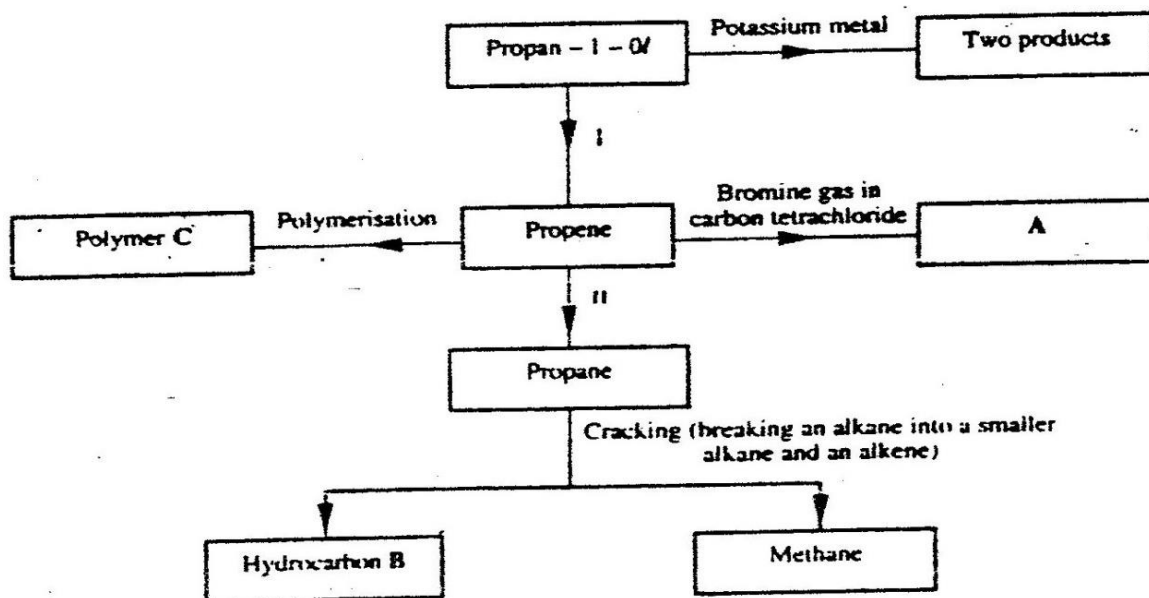 Potassium metal
Propan – 1 – 0l
Two products
I
Bromine gas in
carbon tetrachloride
Polymerisation
Polymer C
Propene
A
II
Propane
Cracking (breaking an alkane into a smaller
alkane and an alkene)
Hydrocarbon B
Methane